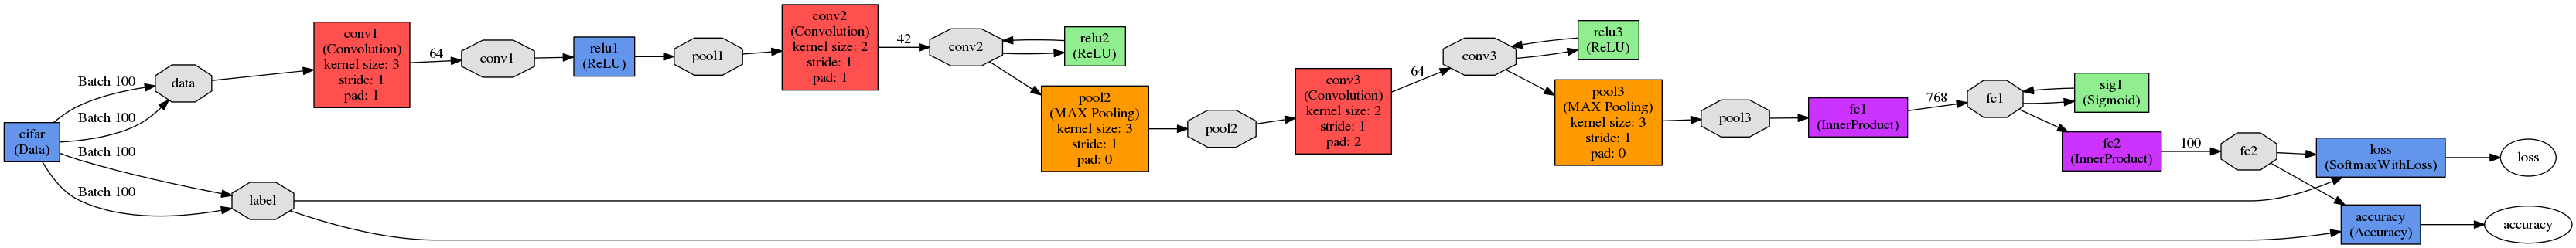 cifar
(Data)
Batch 100
Batch 100
Batch 100
Batch 100
data
label
conv1
(Convolution)
kernel size: 3
stride: 1
pad: 1
64
conv1
relu1
(ReLU)
pool1
conv2
(Convolution)
kernel size: 2
stride: 1
pad: 1
42
conv2
relu2
(ReLU)
pool2
(MAX Pooling)
kernel size: 3
stride: 1
pad: 0
pool2
conv3
(Convolution)
kernel size: 2
stride: 1
pad: 2
64
conv3
relu3
(ReLU)
pool3
(MAX Pooling)
kernel size: 3
stride: 1
pad: 0
pool3
fc1
(InnerProduct)
768
fc1
sig1
(Sigmoid)
fc2
(InnerProduct)
100
fc2
loss
(SoftmaxWithLoss)
loss
accuracy
(Accuracy)
accuracy